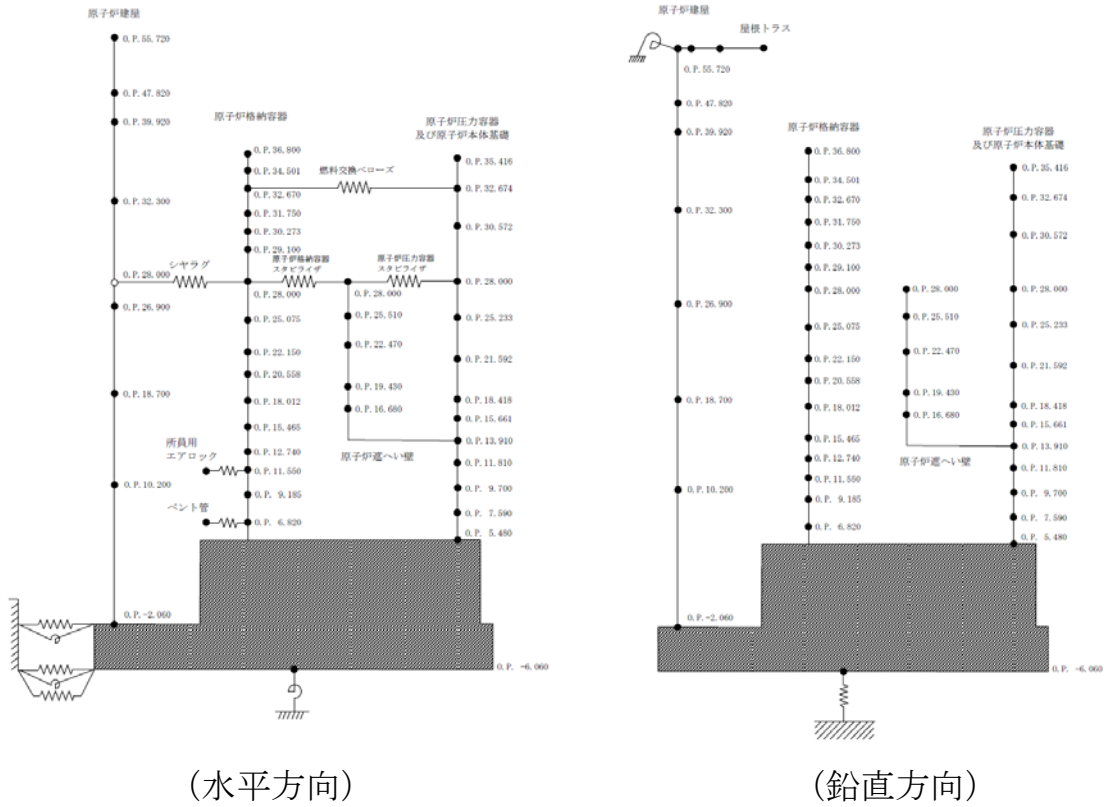 原子炉建屋
O.P.55.720
O.P.47.820
O.P.39.920
O.P.32.300
O.P.28.000
O.P.26.900
O.P.18.700
O.P.10.200
O.P.-2.060
シヤラグ
原子炉格納容器
O.P.36.800
O.P.34.501
O.P.32.670
O.P.31.750
O.P.30.273
O.P.29.100
O.P.28.000
O.P.25.075
O.P.22.150
O.P.20.558
O.P.18.012
O.P.15.465
O.P.12.740
O.P.11.550
O.P. 9.185
O.P. 6.820
所員用
エアロック
ベント管
燃料交換ベローズ
原子炉格納容器
スタビライザ
原子炉圧力容器
スタビライザ
O.P.28.000
O.P.25.510
O.P.22.470
O.P.19.430
O.P.16.680
原子炉遮へい壁
原子炉圧力容器
及び原子炉本体基礎
O.P.35.416
O.P.32.674
O.P.30.572
O.P.28.000
O.P.25.233
O.P.21.592
O.P.18.418
O.P.15.661
O.P.13.910
O.P.11.810
O.P. 9.700
O.P. 7.590
O.P. 5.480
O.P. -6.060
(水平方向)
原子炉建屋
屋根トラス
O.P.55.720
O.P.47.820
O.P.39.920
O.P.32.300
O.P.26.900
O.P.18.700
O.P.10.200
O.P.-2.060
原子炉格納容器
O.P.36.800
O.P.34.501
O.P.32.670
O.P.31.750
O.P.30.273
O.P.29.100
O.P.28.000
O.P.25.075
O.P.22.150
O.P.20.558
O.P.18.012
O.P.15.465
O.P.12.740
O.P.11.550
O.P. 9.185
O.P. 6.820
O.P.28.000
O.P.25.510
O.P.22.470
O.P.19.430
O.P.16.680
原子炉遮へい壁
原子炉圧力容器
及び原子炉本体基礎
O.P.35.416
O.P.32.674
O.P.30.572
O.P.28.000
O.P.25.233
O.P.21.592
O.P.18.418
O.P.15.661
O.P.13.910
O.P.11.810
O.P. 9.700
O.P. 7.590
O.P. 5.480
O.P. -6.060
(鉛直方向)